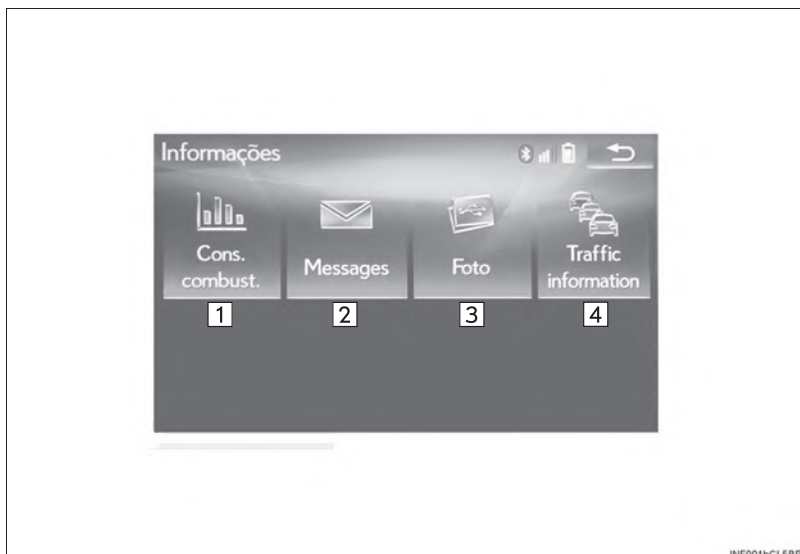 Informações
Cons.
combust.
Messages
Foto
Traffic
information
1
2
3
4